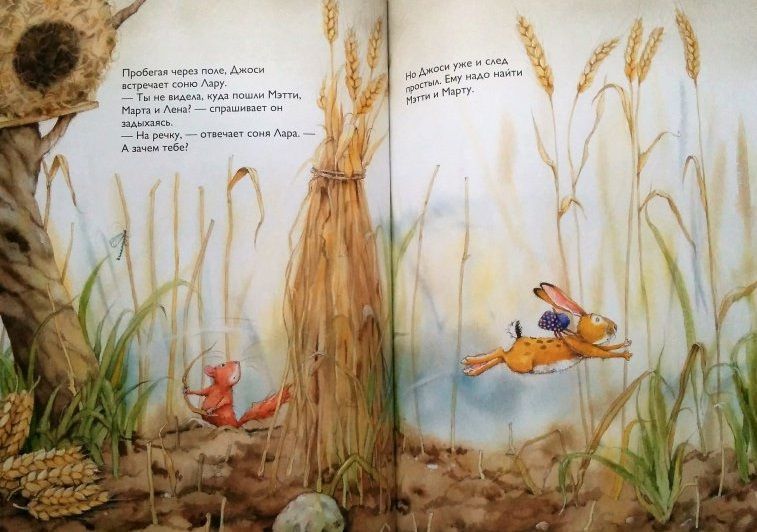 Пробегая через поле, Джоси
встречает соню Лару.
— Ты не видела, куда пошли Мэтти,
Марта и Лена? — спрашивает он
задыхаясь.
— На речку, — отвечает соня Лара. —
А зачем тебе?
Но Джоси уже и след
простыл. Ему надо найти
Мэтти и Марту.